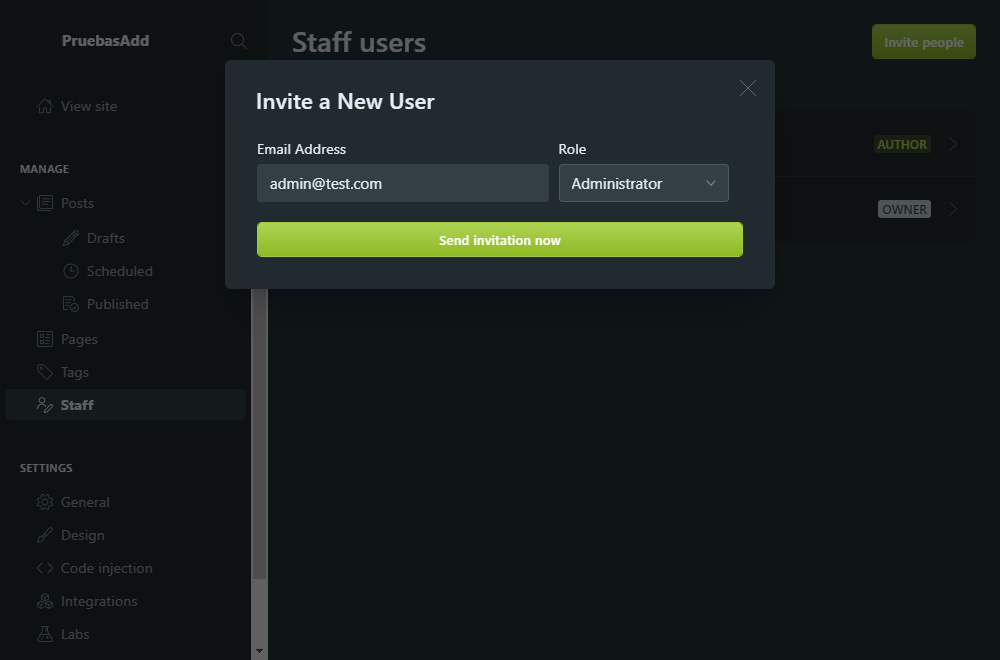 PruebasAdd
View site
MANAGE
Posts
Drafts
Scheduled
Published
Pages
Tags
Staff
SETTINGS
General
Design
Code injection
Integrations
Labs
Staff users
Invite people
AUTHOR
OWNER
Invite a New User
Email Address
Role
admin@test.com
Administrator
Send invitation now